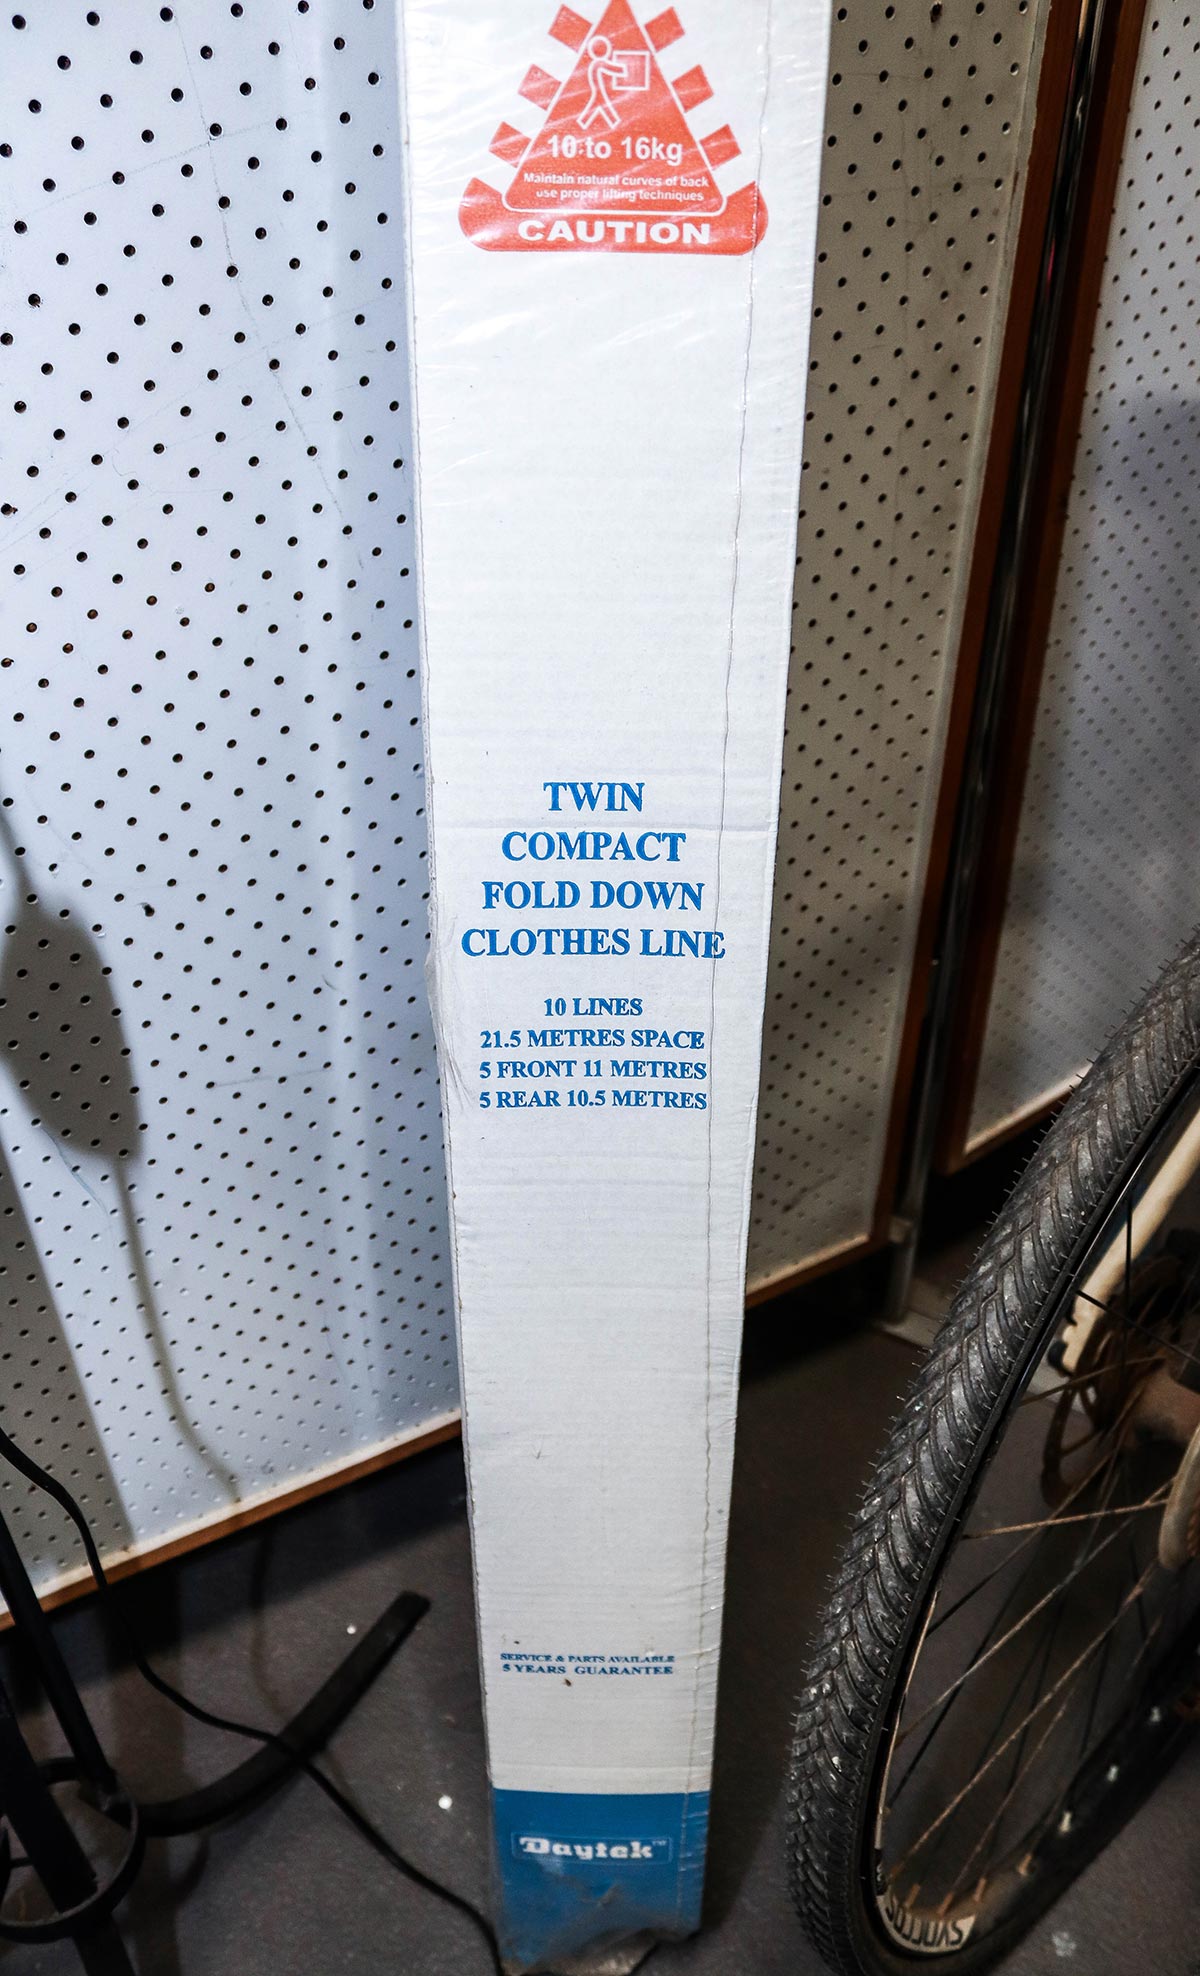 10 to 16kg
Maintain natural curves of back
use proper lifting techniques
CAUTION
TWIN
COMPACT
FOLD DOWN
CLOTHES LINE
10 LINES
21.5 METRES SPACE
5 FRONT 11 METRES
5 REAR 10.5 METRES
SERVICE & PARTS AVAILABLE
5 YEARS GUARANTEE
Daytek™